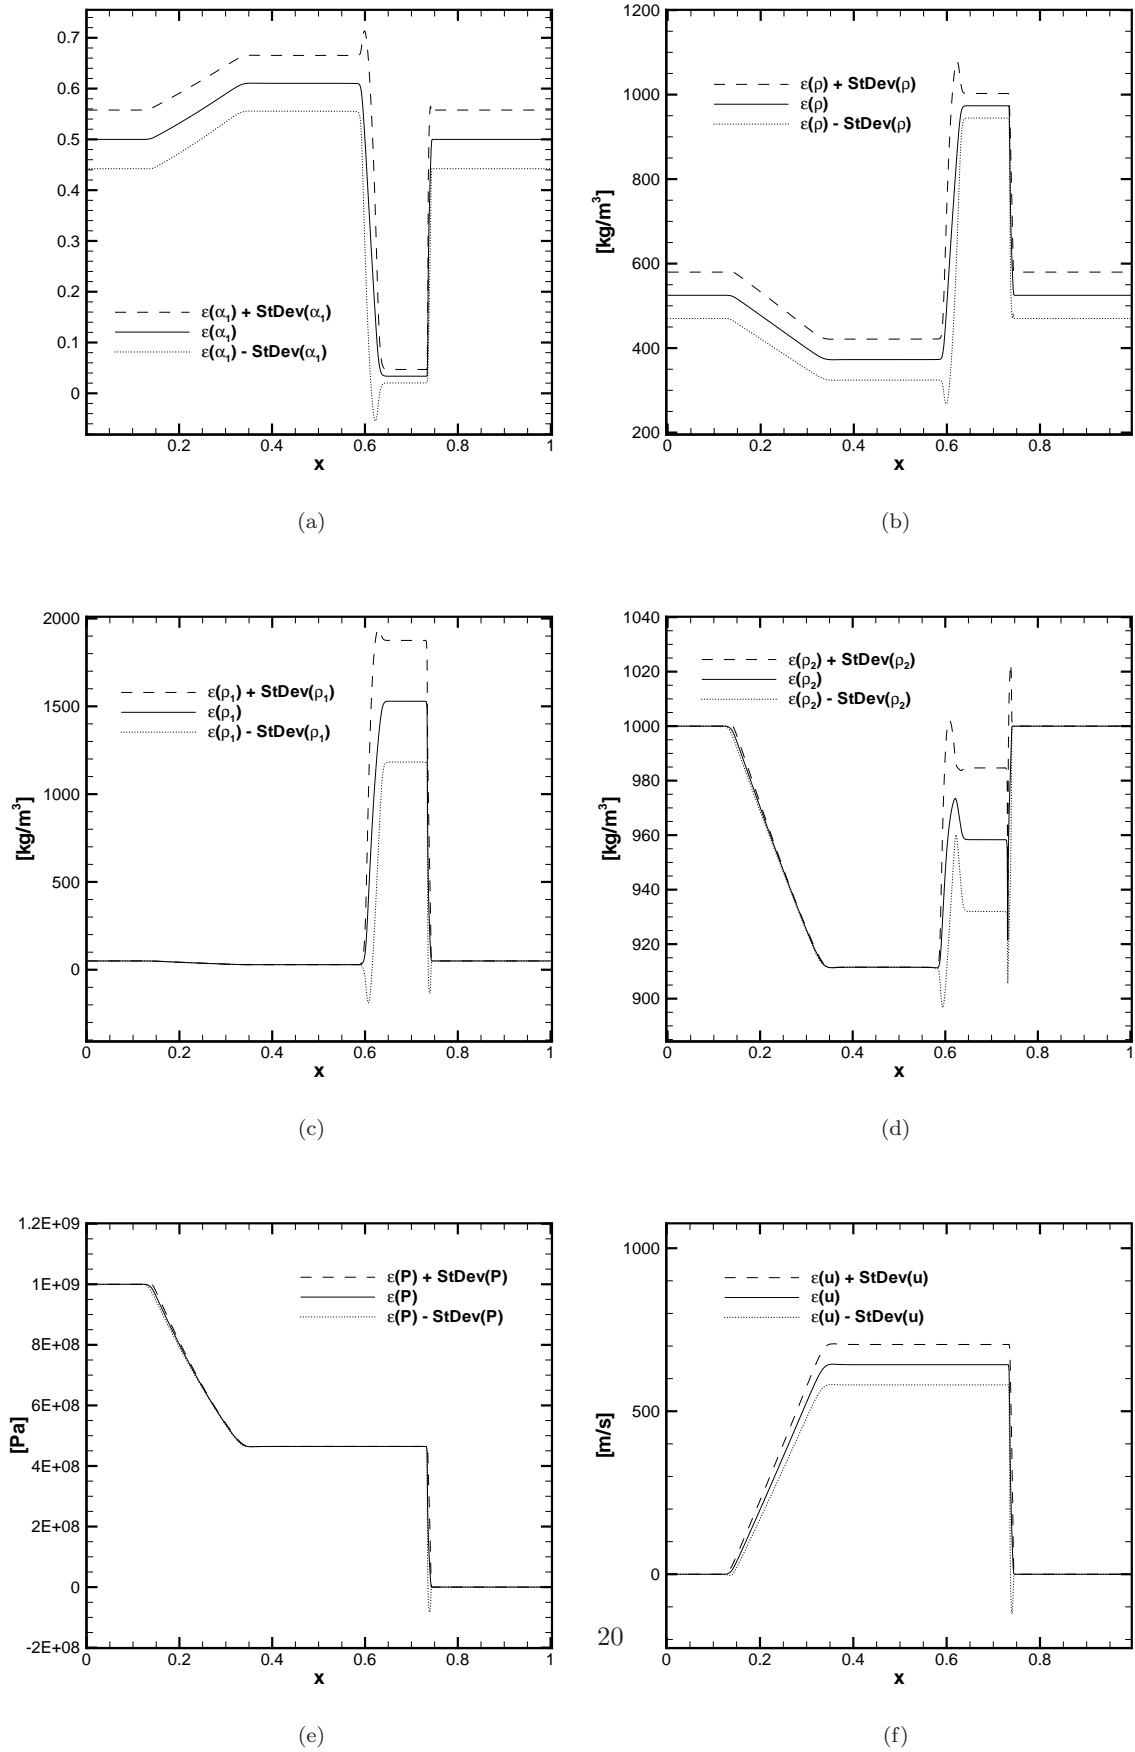 0.7
0.6
0.5
0.4
0.3
0.2
0.1
0
ε(α₁) + StDev(α₁)
ε(α₁)
ε(α₁) - StDev(α₁)
0.2 0.4 0.6 0.8 1
x
(a)
1200
1000
800
600
400
200
[kg/m³]
ε(ρ) + StDev(ρ)
ε(ρ)
ε(ρ) - StDev(ρ)
0 0.2 0.4 0.6 0.8
x
(b)
2000
1500
1000
500
0
[kg/m³]
ε(ρ₁) + StDev(ρ₁)
ε(ρ₁)
ε(ρ₁) - StDev(ρ₁)
0 0.2 0.4 0.6 0.8 1
x
(c)
1040
1020
1000
980
960
940
920
900
[kg/m³]
ε(ρ₂) + StDev(ρ₂)
ε(ρ₂)
ε(ρ₂) - StDev(ρ₂)
0 0.2 0.4 0.6 0.8 1
x
(d)
1.2E+09
1E+09
8E+08
6E+08
4E+08
2E+08
0
-2E+08
[Pa]
ε(P) + StDev(P)
ε(P)
ε(P) - StDev(P)
0 0.2 0.4 0.6 0.8 1
x
(e)
1000
500
0
[m/s]
ε(u) + StDev(u)
ε(u)
ε(u) - StDev(u)
0 0.2 0.4 0.6 0.8
x
(f)
20